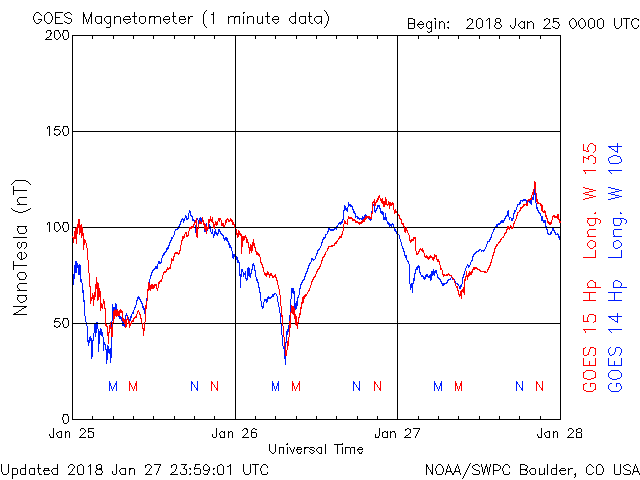 GOES Magnetometer (1 minute data)
Begin: 2018 Jan 25 0000 UTC
200
150
100
50
0
NanoTesla (nT)
M M N N M M N N M M N N
Jan 25 Jan 26 Jan 27 Jan 28
Universal Time
GOES 15 Hp Long. W 135
GOES 14 Hp Long. W 104
Updated 2018 Jan 27 23:59:01 UTC
NOAA/SWPC Boulder, CO USA